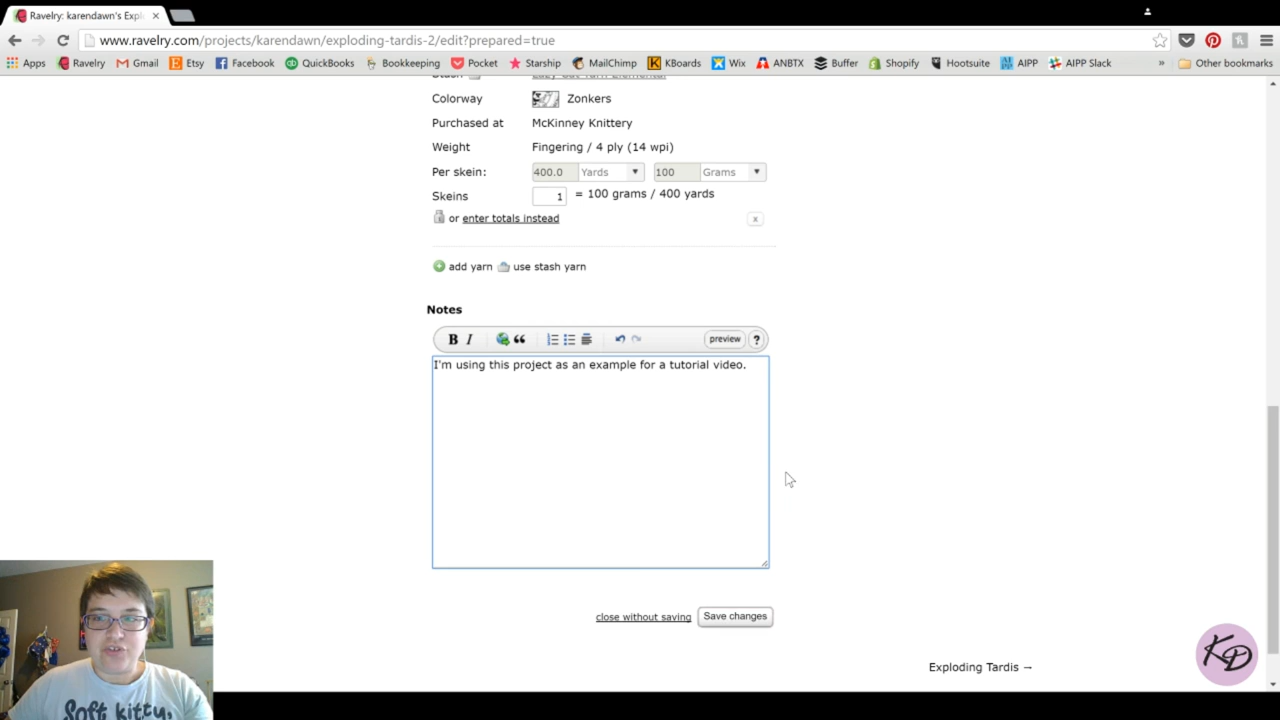 Ravelry: karendawn's Expl
www.ravelry.com/projects/karendawn/exploding-tardis-2/edit?prepared=true
Apps Ravelry Gmail Etsy Facebook QuickBooks Bookkeeping Pocket Starship MailChimp KBoards Wix ANBTX Buffer Shopify Hootsuite AIPP AIPP Slack » Other bookmarks
Colorway Zonkers
Purchased at McKinney Knittery
Weight Fingering / 4 ply (14 wpi)
Per skein: 400.0 Yards 100 Grams
Skeins 1 = 100 grams / 400 yards
or enter totals instead x
add yarn use stash yarn
Notes
B I preview ?
I'm using this project as an example for a tutorial video.
close without saving Save changes
Exploding Tardis →
Soft kitty,
KD